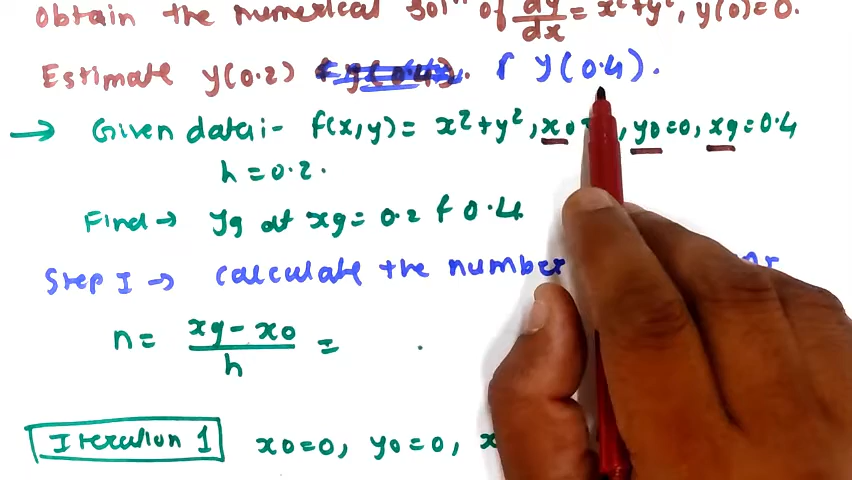 obtain the numerical solⁿ of dy/dx = x²+y², y(0)=0.
Estimate y(0.2) & y(0.4).
→ Given data:- f(x,y) = x²+y², x0 = , y0=0, xg=0.4
h=0.2.
Find → yg at xg = 0.2 & 0.4
Step I → calculate the number
n = xg-x0/h =
Iteration 1 x0=0, y0=0, x